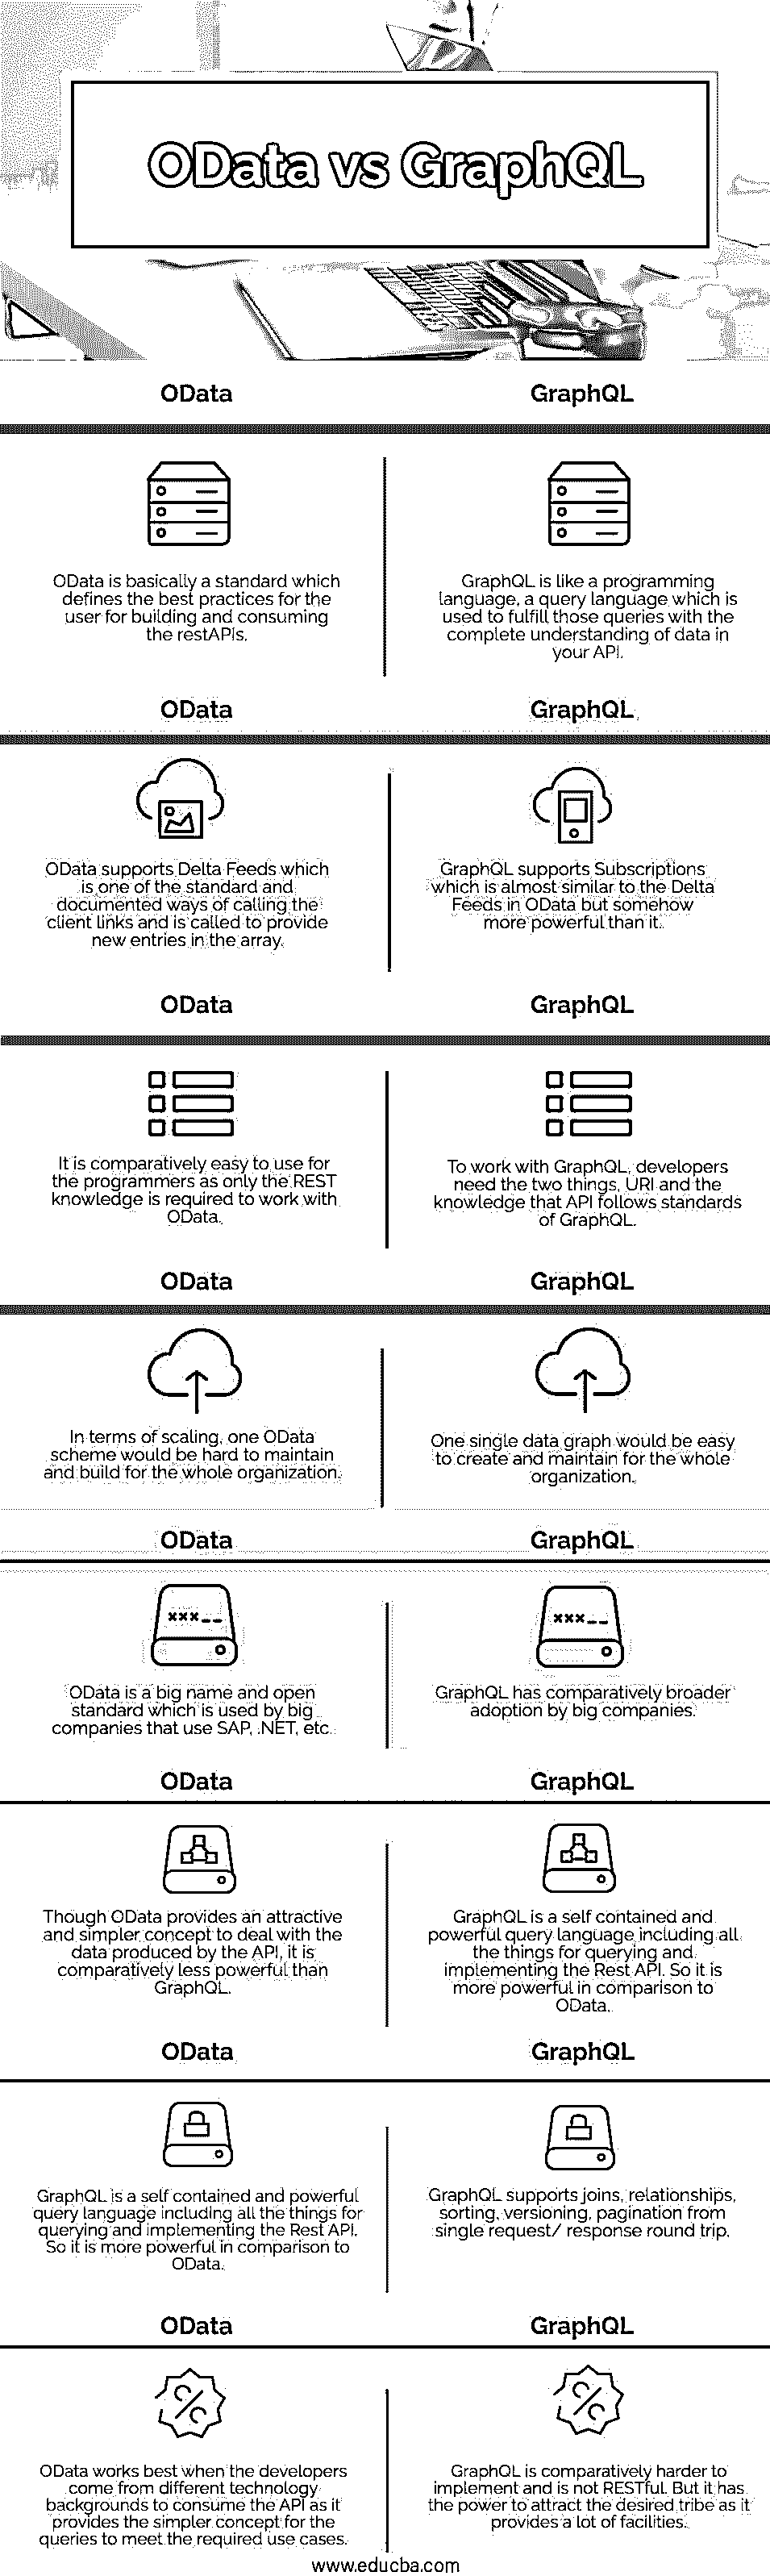 OData vs GraphQL
OData
GraphQL
OData is basically a standard which
defines the best practices for the
user for building and consuming
the restAPIs.
GraphQL is like a programming
language, a query language which is
used to fulfill those queries with the
complete understanding of data in
your API.
OData
GraphQL
OData supports Delta Feeds which
is one of the standard and
documented ways of calling the
client links and is called to provide
new entries in the array.
GraphQL supports Subscriptions
which is almost similar to the Delta
Feeds in OData but somehow
more powerful than it.
OData
GraphQL
It is comparatively easy to use for
the programmers as only the REST
knowledge is required to work with
OData.
To work with GraphQL, developers
need the two things, URI and the
knowledge that API follows standards
of GraphQL.
OData
GraphQL
In terms of scaling, one OData
scheme would be hard to maintain
and build for the whole organization.
One single data graph would be easy
to create and maintain for the whole
organization.
OData
GraphQL
xxx__
xxx__
OData is a big name and open
standard which is used by big
companies that use SAP, .NET, etc.
GraphQL has comparatively broader
adoption by big companies.
OData
GraphQL
Though OData provides an attractive
and simpler concept to deal with the
data produced by the API, it is
comparatively less powerful than
GraphQL.
GraphQL is a self contained and
powerful query language including all
the things for querying and
implementing the Rest API. So it is
more powerful in comparison to
OData.
OData
GraphQL
GraphQL is a self contained and powerful
query language including all the things for
querying and implementing the Rest API.
So it is more powerful in comparison to
OData.
GraphQL supports joins, relationships,
sorting, versioning, pagination from
single request/ response round trip.
OData
GraphQL
OData works best when the developers
come from different technology
backgrounds to consume the API as it
provides the simpler concept for the
queries to meet the required use cases.
GraphQL is comparatively harder to
implement and is not RESTful. But it has
the power to attract the desired tribe as it
provides a lot of facilities.
www.educba.com